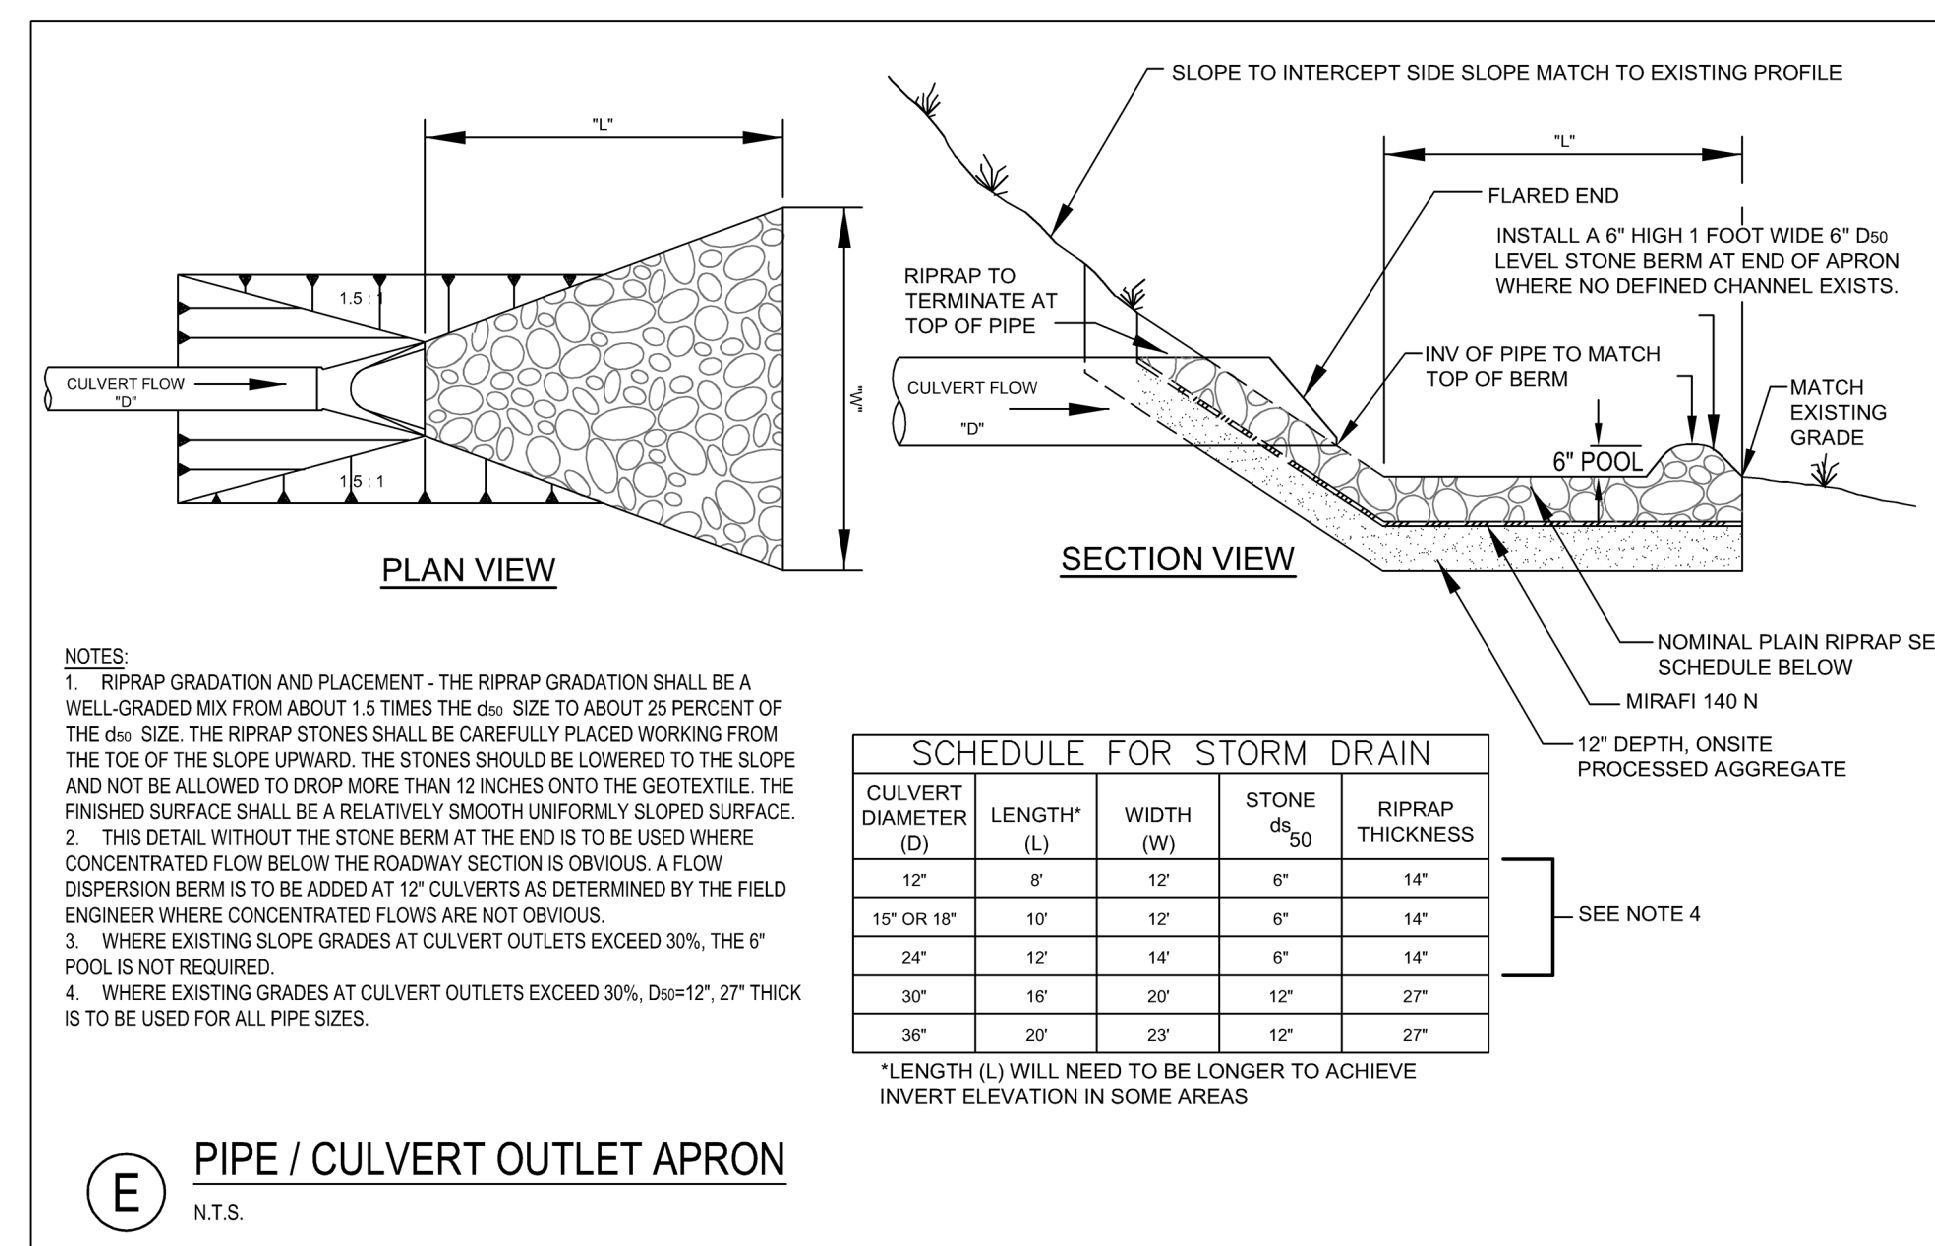 "L"
1.5 : 1
CULVERT FLOW
"D"
"W"
1.5 : 1
PLAN VIEW
SLOPE TO INTERCEPT SIDE SLOPE MATCH TO EXISTING PROFILE
"L"
FLARED END
INSTALL A 6" HIGH 1 FOOT WIDE 6" D50
LEVEL STONE BERM AT END OF APRON
WHERE NO DEFINED CHANNEL EXISTS.
RIPRAP TO
TERMINATE AT
TOP OF PIPE
INV OF PIPE TO MATCH
TOP OF BERM
CULVERT FLOW
"D"
MATCH
EXISTING
GRADE
6" POOL
SECTION VIEW
NOMINAL PLAIN RIPRAP SE
SCHEDULE BELOW
MIRAFI 140 N
12" DEPTH, ONSITE
PROCESSED AGGREGATE
NOTES:
1. RIPRAP GRADATION AND PLACEMENT - THE RIPRAP GRADATION SHALL BE A
WELL-GRADED MIX FROM ABOUT 1.5 TIMES THE d50 SIZE TO ABOUT 25 PERCENT OF
THE d50 SIZE. THE RIPRAP STONES SHALL BE CAREFULLY PLACED WORKING FROM
THE TOE OF THE SLOPE UPWARD. THE STONES SHOULD BE LOWERED TO THE SLOPE
AND NOT BE ALLOWED TO DROP MORE THAN 12 INCHES ONTO THE GEOTEXTILE. THE
FINISHED SURFACE SHALL BE A RELATIVELY SMOOTH UNIFORMLY SLOPED SURFACE.
2. THIS DETAIL WITHOUT THE STONE BERM AT THE END IS TO BE USED WHERE
CONCENTRATED FLOW BELOW THE ROADWAY SECTION IS OBVIOUS. A FLOW
DISPERSION BERM IS TO BE ADDED AT 12" CULVERTS AS DETERMINED BY THE FIELD
ENGINEER WHERE CONCENTRATED FLOWS ARE NOT OBVIOUS.
3. WHERE EXISTING SLOPE GRADES AT CULVERT OUTLETS EXCEED 30%, THE 6"
POOL IS NOT REQUIRED.
4. WHERE EXISTING GRADES AT CULVERT OUTLETS EXCEED 30%, D50=12", 27" THICK
IS TO BE USED FOR ALL PIPE SIZES.
SCHEDULE FOR STORM DRAIN
CULVERT DIAMETER (D) LENGTH* (L) WIDTH (W) STONE ds50 RIPRAP THICKNESS
12" 8' 12' 6" 14"
15" OR 18" 10' 12' 6" 14"
24" 12' 14' 6" 14"
30" 16' 20' 12" 27"
36" 20' 23' 12" 27"
SEE NOTE 4
*LENGTH (L) WILL NEED TO BE LONGER TO ACHIEVE
INVERT ELEVATION IN SOME AREAS
E
PIPE / CULVERT OUTLET APRON
N.T.S.